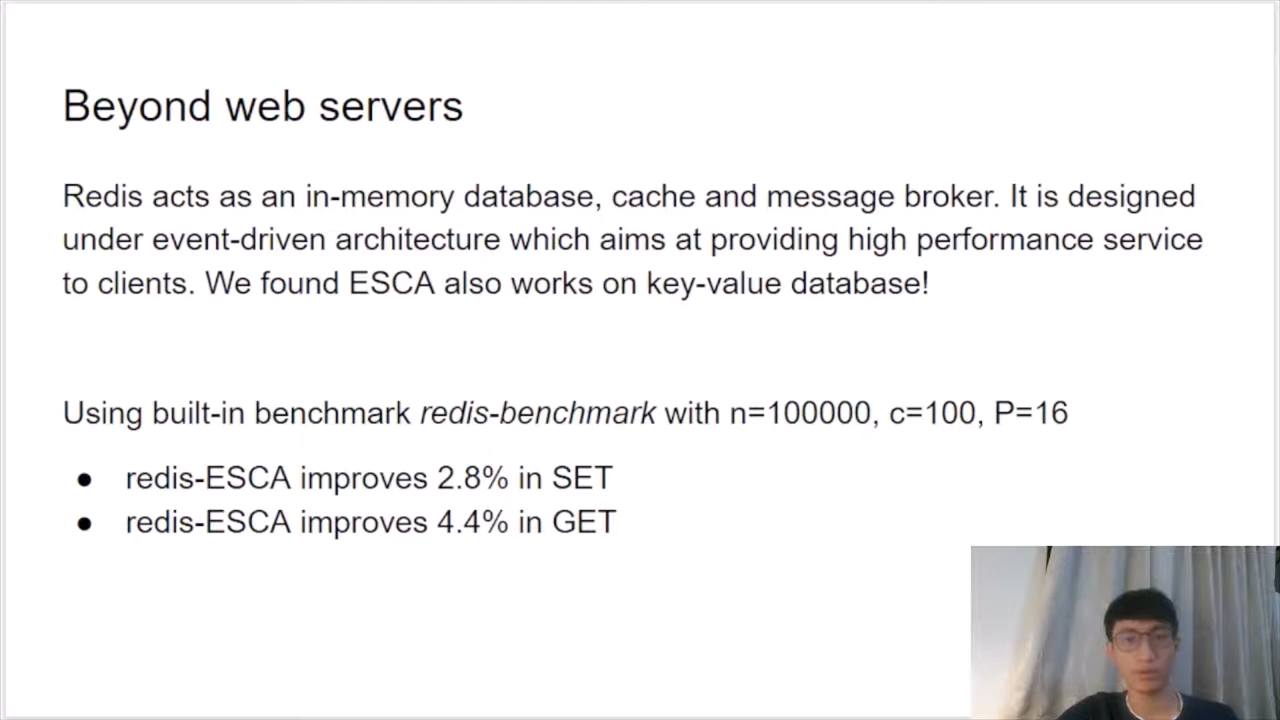 Beyond web servers
Redis acts as an in-memory database, cache and message broker. It is designed
under event-driven architecture which aims at providing high performance service
to clients. We found ESCA also works on key-value database!
Using built-in benchmark redis-benchmark with n=100000, c=100, P=16
● redis-ESCA improves 2.8% in SET
● redis-ESCA improves 4.4% in GET